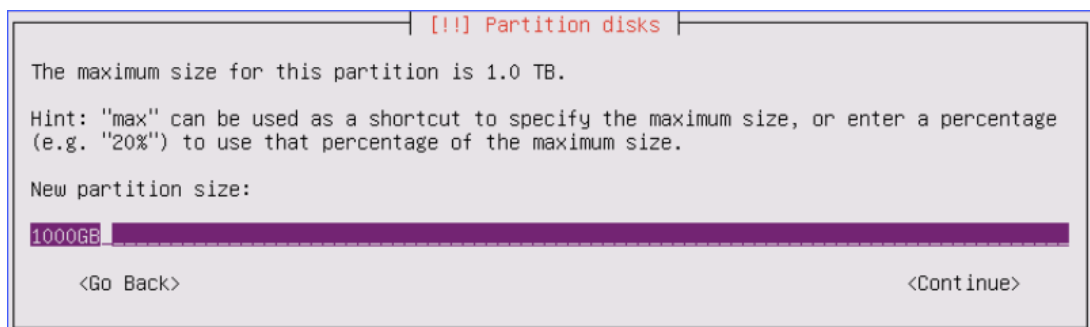 [!!] Partition disks
The maximum size for this partition is 1.0 TB.
Hint: "max" can be used as a shortcut to specify the maximum size, or enter a percentage
(e.g. "20%") to use that percentage of the maximum size.
New partition size:
1000GB
<Go Back> <Continue>